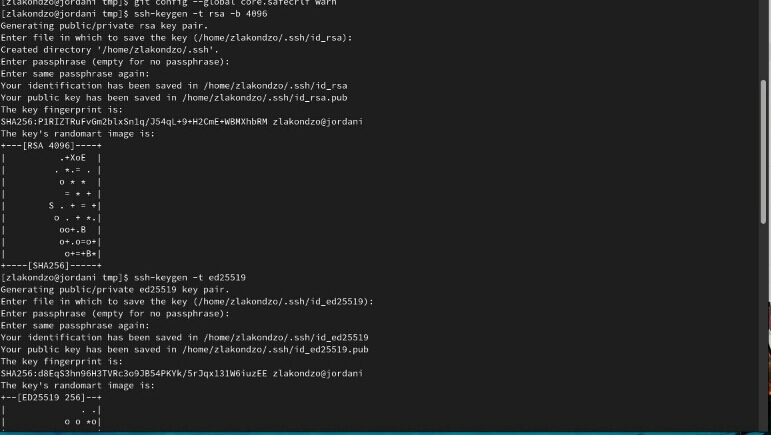 [zlakondzo@jordani tmp]$ git config --global core.safecrlf warn
[zlakondzo@jordani tmp]$ ssh-keygen -t rsa -b 4096
Generating public/private rsa key pair.
Enter file in which to save the key (/home/zlakondzo/.ssh/id_rsa):
Created directory '/home/zlakondzo/.ssh'.
Enter passphrase (empty for no passphrase):
Enter same passphrase again:
Your identification has been saved in /home/zlakondzo/.ssh/id_rsa
Your public key has been saved in /home/zlakondzo/.ssh/id_rsa.pub
The key fingerprint is:
SHA256:P1RIZTRuFvGm2blxSn1q/J54qL+9+H2CmE+WBMXhbRM zlakondzo@jordani
The key's randomart image is:
+---[RSA 4096]----+
|           .+XoE  |
|          . *.= . |
|           o * *  |
|            = * + |
|         S . + = +|
|          o . + *.|
|           oo+.B  |
|           o+.o=o+|
|            o+=+B*|
+----[SHA256]-----+
[zlakondzo@jordani tmp]$ ssh-keygen -t ed25519
Generating public/private ed25519 key pair.
Enter file in which to save the key (/home/zlakondzo/.ssh/id_ed25519):
Enter passphrase (empty for no passphrase):
Enter same passphrase again:
Your identification has been saved in /home/zlakondzo/.ssh/id_ed25519
Your public key has been saved in /home/zlakondzo/.ssh/id_ed25519.pub
The key fingerprint is:
SHA256:d8EqS3hn96H3TVRc3o9JB54PKYk/5rJqx131W6iuzEE zlakondzo@jordani
The key's randomart image is:
+--[ED25519 256]--+
|               . .|
|            o o *o|